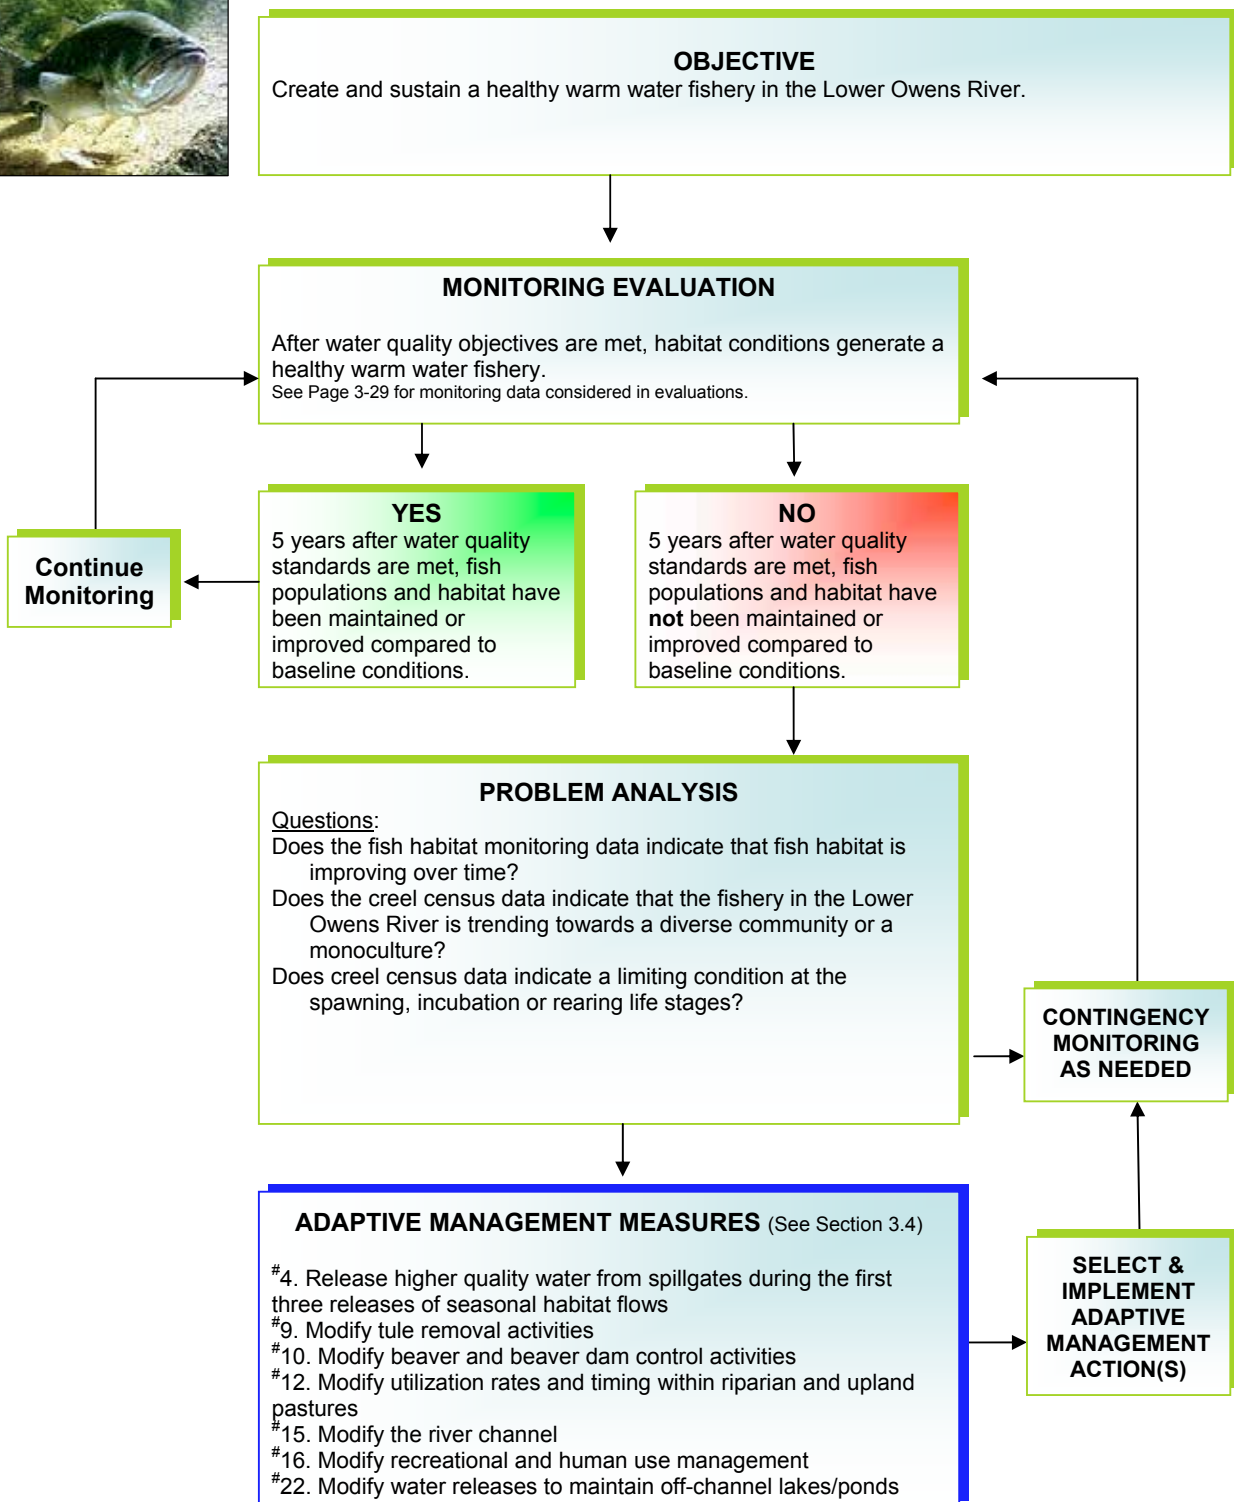 OBJECTIVE
Create and sustain a healthy warm water fishery in the Lower Owens River.
MONITORING EVALUATION
After water quality objectives are met, habitat conditions generate a
healthy warm water fishery.
See Page 3-29 for monitoring data considered in evaluations.
YES
5 years after water quality
standards are met, fish
populations and habitat have
been maintained or
improved compared to
baseline conditions.
NO
5 years after water quality
standards are met, fish
populations and habitat have
not been maintained or
improved compared to
baseline conditions.
Continue
Monitoring
PROBLEM ANALYSIS
Questions:
Does the fish habitat monitoring data indicate that fish habitat is
improving over time?
Does the creel census data indicate that the fishery in the Lower
Owens River is trending towards a diverse community or a
monoculture?
Does creel census data indicate a limiting condition at the
spawning, incubation or rearing life stages?
CONTINGENCY
MONITORING
AS NEEDED
ADAPTIVE MANAGEMENT MEASURES (See Section 3.4)
#4. Release higher quality water from spillgates during the first
three releases of seasonal habitat flows
#9. Modify tule removal activities
#10. Modify beaver and beaver dam control activities
#12. Modify utilization rates and timing within riparian and upland
pastures
#15. Modify the river channel
#16. Modify recreational and human use management
#22. Modify water releases to maintain off-channel lakes/ponds
SELECT &
IMPLEMENT
ADAPTIVE
MANAGEMENT
ACTION(S)